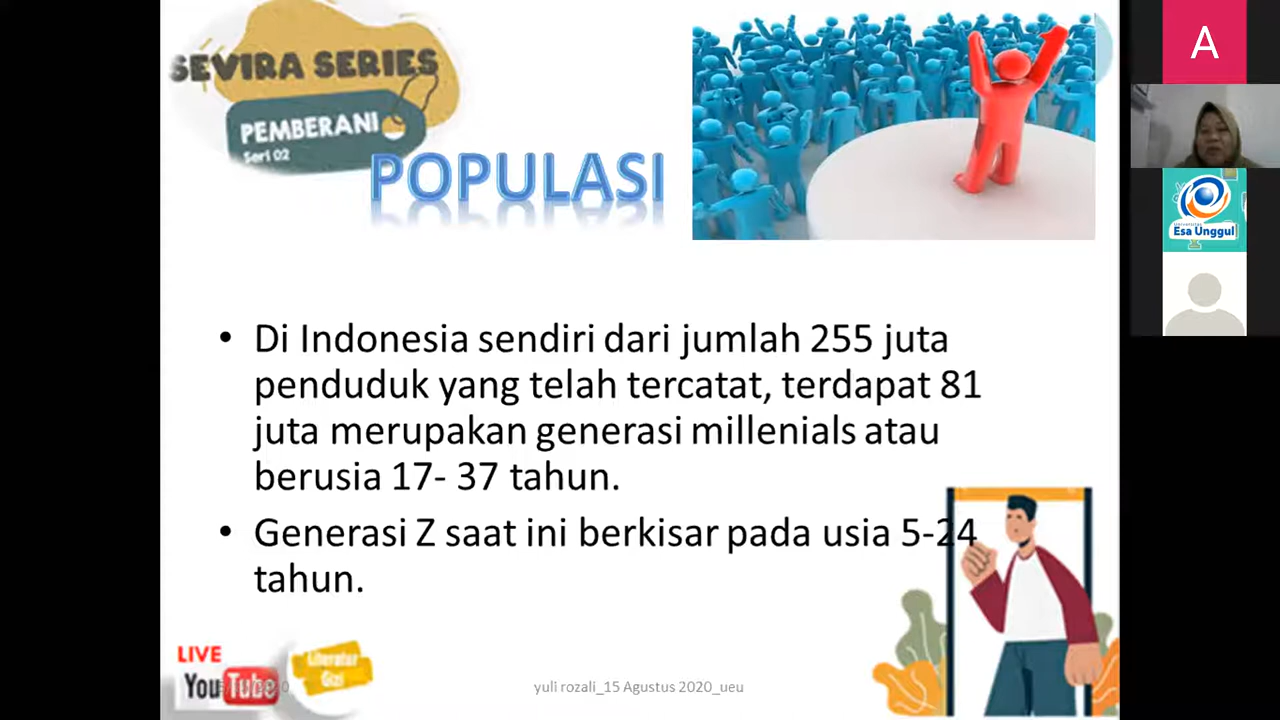 SEVIRA SERIES
PEMBERANI
Seri 02
POPULASI
• Di Indonesia sendiri dari jumlah 255 juta
penduduk yang telah tercatat, terdapat 81
juta merupakan generasi millenials atau
berusia 17- 37 tahun.
• Generasi Z saat ini berkisar pada usia 5-24
tahun.
LIVE
YouTube
Literatur
Gizi
yuli rozali_15 Agustus 2020_ueu
A
Esa Unggul